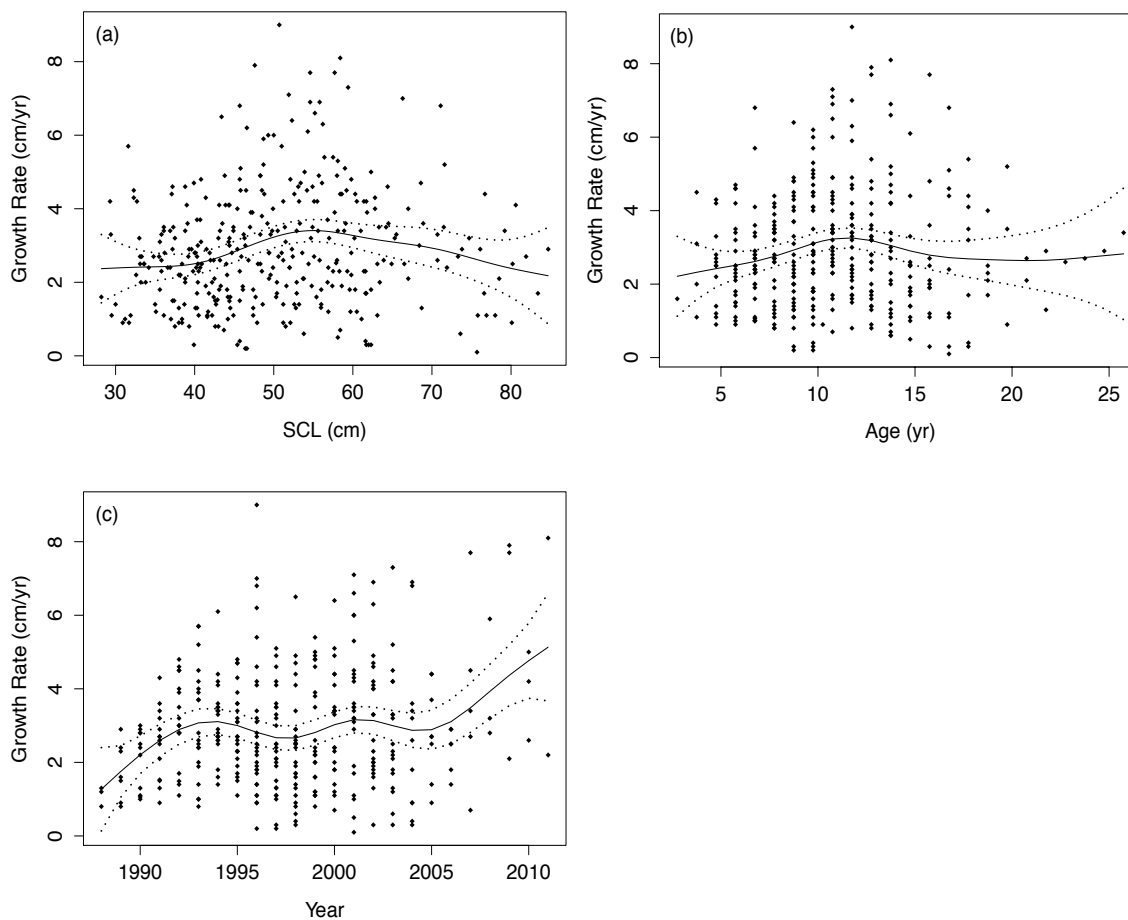 (a)
Growth Rate (cm/yr)
0 2 4 6 8
30 40 50 60 70 80
SCL (cm)
(b)
Growth Rate (cm/yr)
0 2 4 6 8
5 10 15 20 25
Age (yr)
(c)
Growth Rate (cm/yr)
0 2 4 6 8
1990 1995 2000 2005 2010
Year